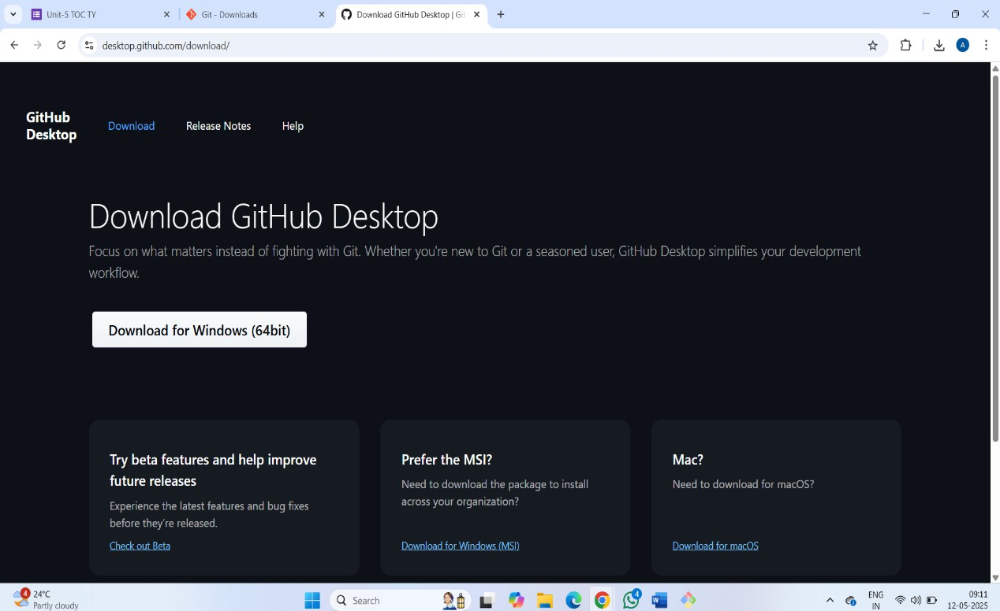 Unit-5 TOC TY
Git - Downloads
Download GitHub Desktop | Git
desktop.github.com/download/
A
GitHub
Desktop
Download
Release Notes
Help
Download GitHub Desktop
Focus on what matters instead of fighting with Git. Whether you're new to Git or a seasoned user, GitHub Desktop simplifies your development
workflow.
Download for Windows (64bit)
Try beta features and help improve
future releases
Experience the latest features and bug fixes
before they're released.
Check out Beta
Prefer the MSI?
Need to download the package to install
across your organization?
Download for Windows (MSI)
Mac?
Need to download for macOS?
Download for macOS
4
24°C
Partly cloudy
Search
4
W
ENG
IN
09:11
12-05-2025